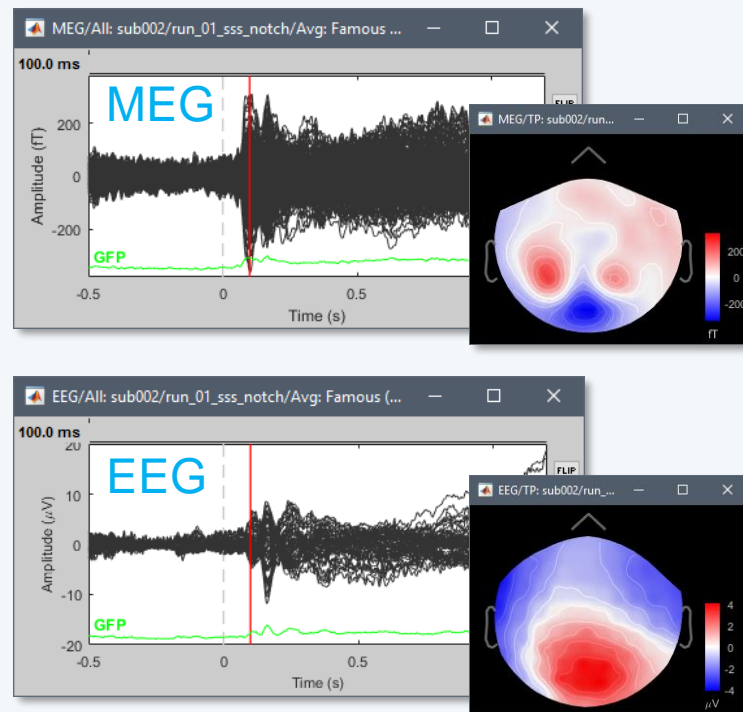 MEG/All: sub002/run_01_sss_notch/Avg: Famous ...
100.0 ms
MEG
200
0
-200
Amplitude (fT)
GFP
-0.5
0
0.5
Time (s)
FLIP
MEG/TP: sub002/run...
200
0
-200
fT
EEG/All: sub002/run_01_sss_notch/Avg: Famous (...
100.0 ms
EEG
20
10
0
-10
-20
Amplitude (μV)
GFP
-0.5
0
0.5
Time (s)
FLIP
EEG/TP: sub002/run_...
4
2
0
-2
-4
μV